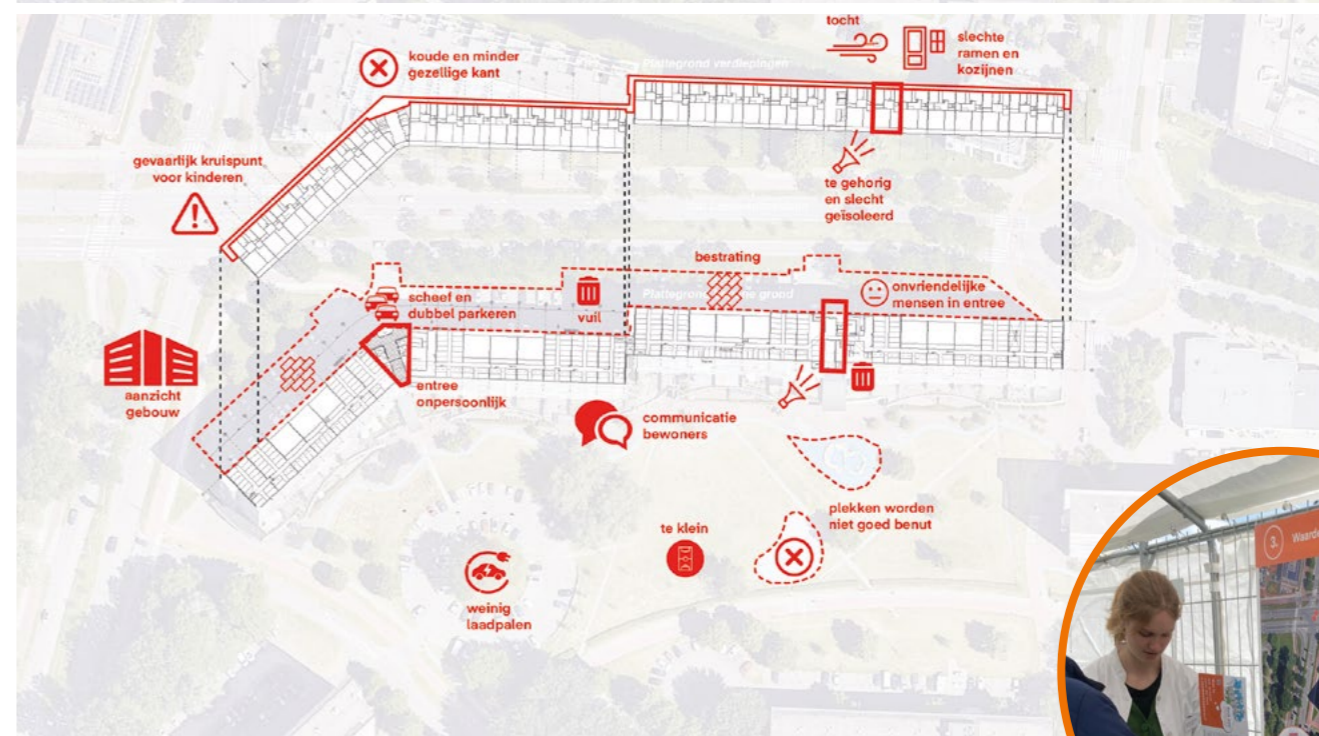 tocht
slechte
ramen en
kozijnen
koude en minder
gezellige kant
Plattegrond verdiepingen
gevaarlijk kruispunt
voor kinderen
te gehorig
en slecht
geïsoleerd
bestrating
scheef en
dubbel parkeren
vuil
Plattegrond
grond
onvriendelijke
mensen in entree
aanzicht
gebouw
entree
onpersoonlijk
communicatie
bewoners
plekken worden
niet goed benut
te klein
weinig
laadpalen
3.